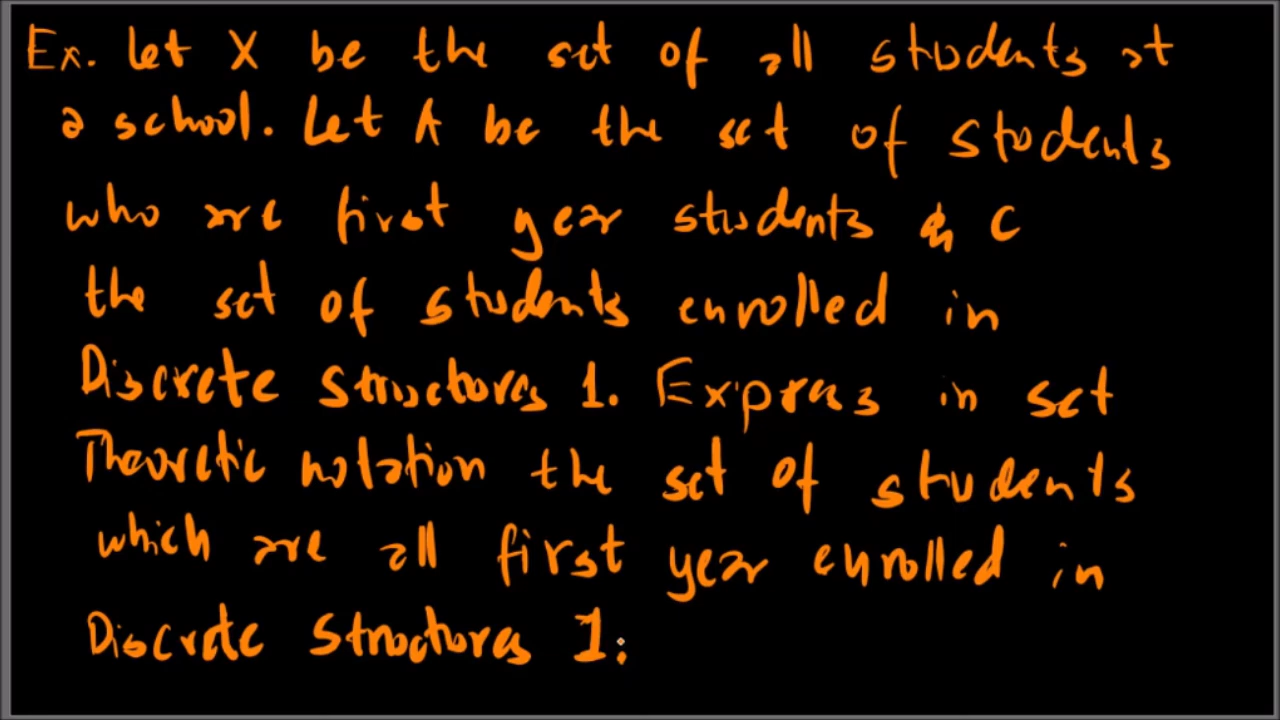 Ex. Let X be the set of all students at
a school. Let A be the set of students
who are first year students & C
the set of students enrolled in
Discrete Structures 1. Express in set
Theoretic notation the set of students
which are all first year enrolled in
Discrete Structures 1: